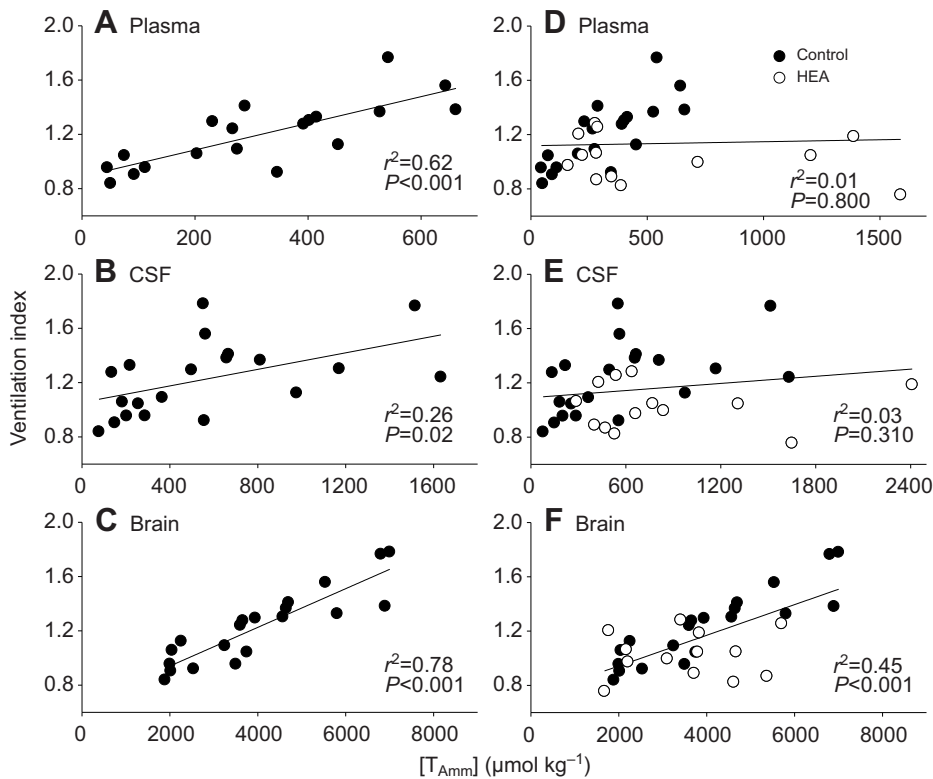 A Plasma
2.0
1.6
1.2
0.8
r²=0.62
P<0.001
0 200 400 600
D Plasma
Control
HEA
r²=0.01
P=0.800
0 500 1000 1500
Ventilation index
B CSF
2.0
1.6
1.2
0.8
r²=0.26
P=0.02
0 400 800 1200 1600
E CSF
r²=0.03
P=0.310
0 600 1200 1800 2400
C Brain
2.0
1.6
1.2
0.8
r²=0.78
P<0.001
0 2000 4000 6000 8000
F Brain
r²=0.45
P<0.001
0 2000 4000 6000 8000
[TAmm] (μmol kg⁻¹)